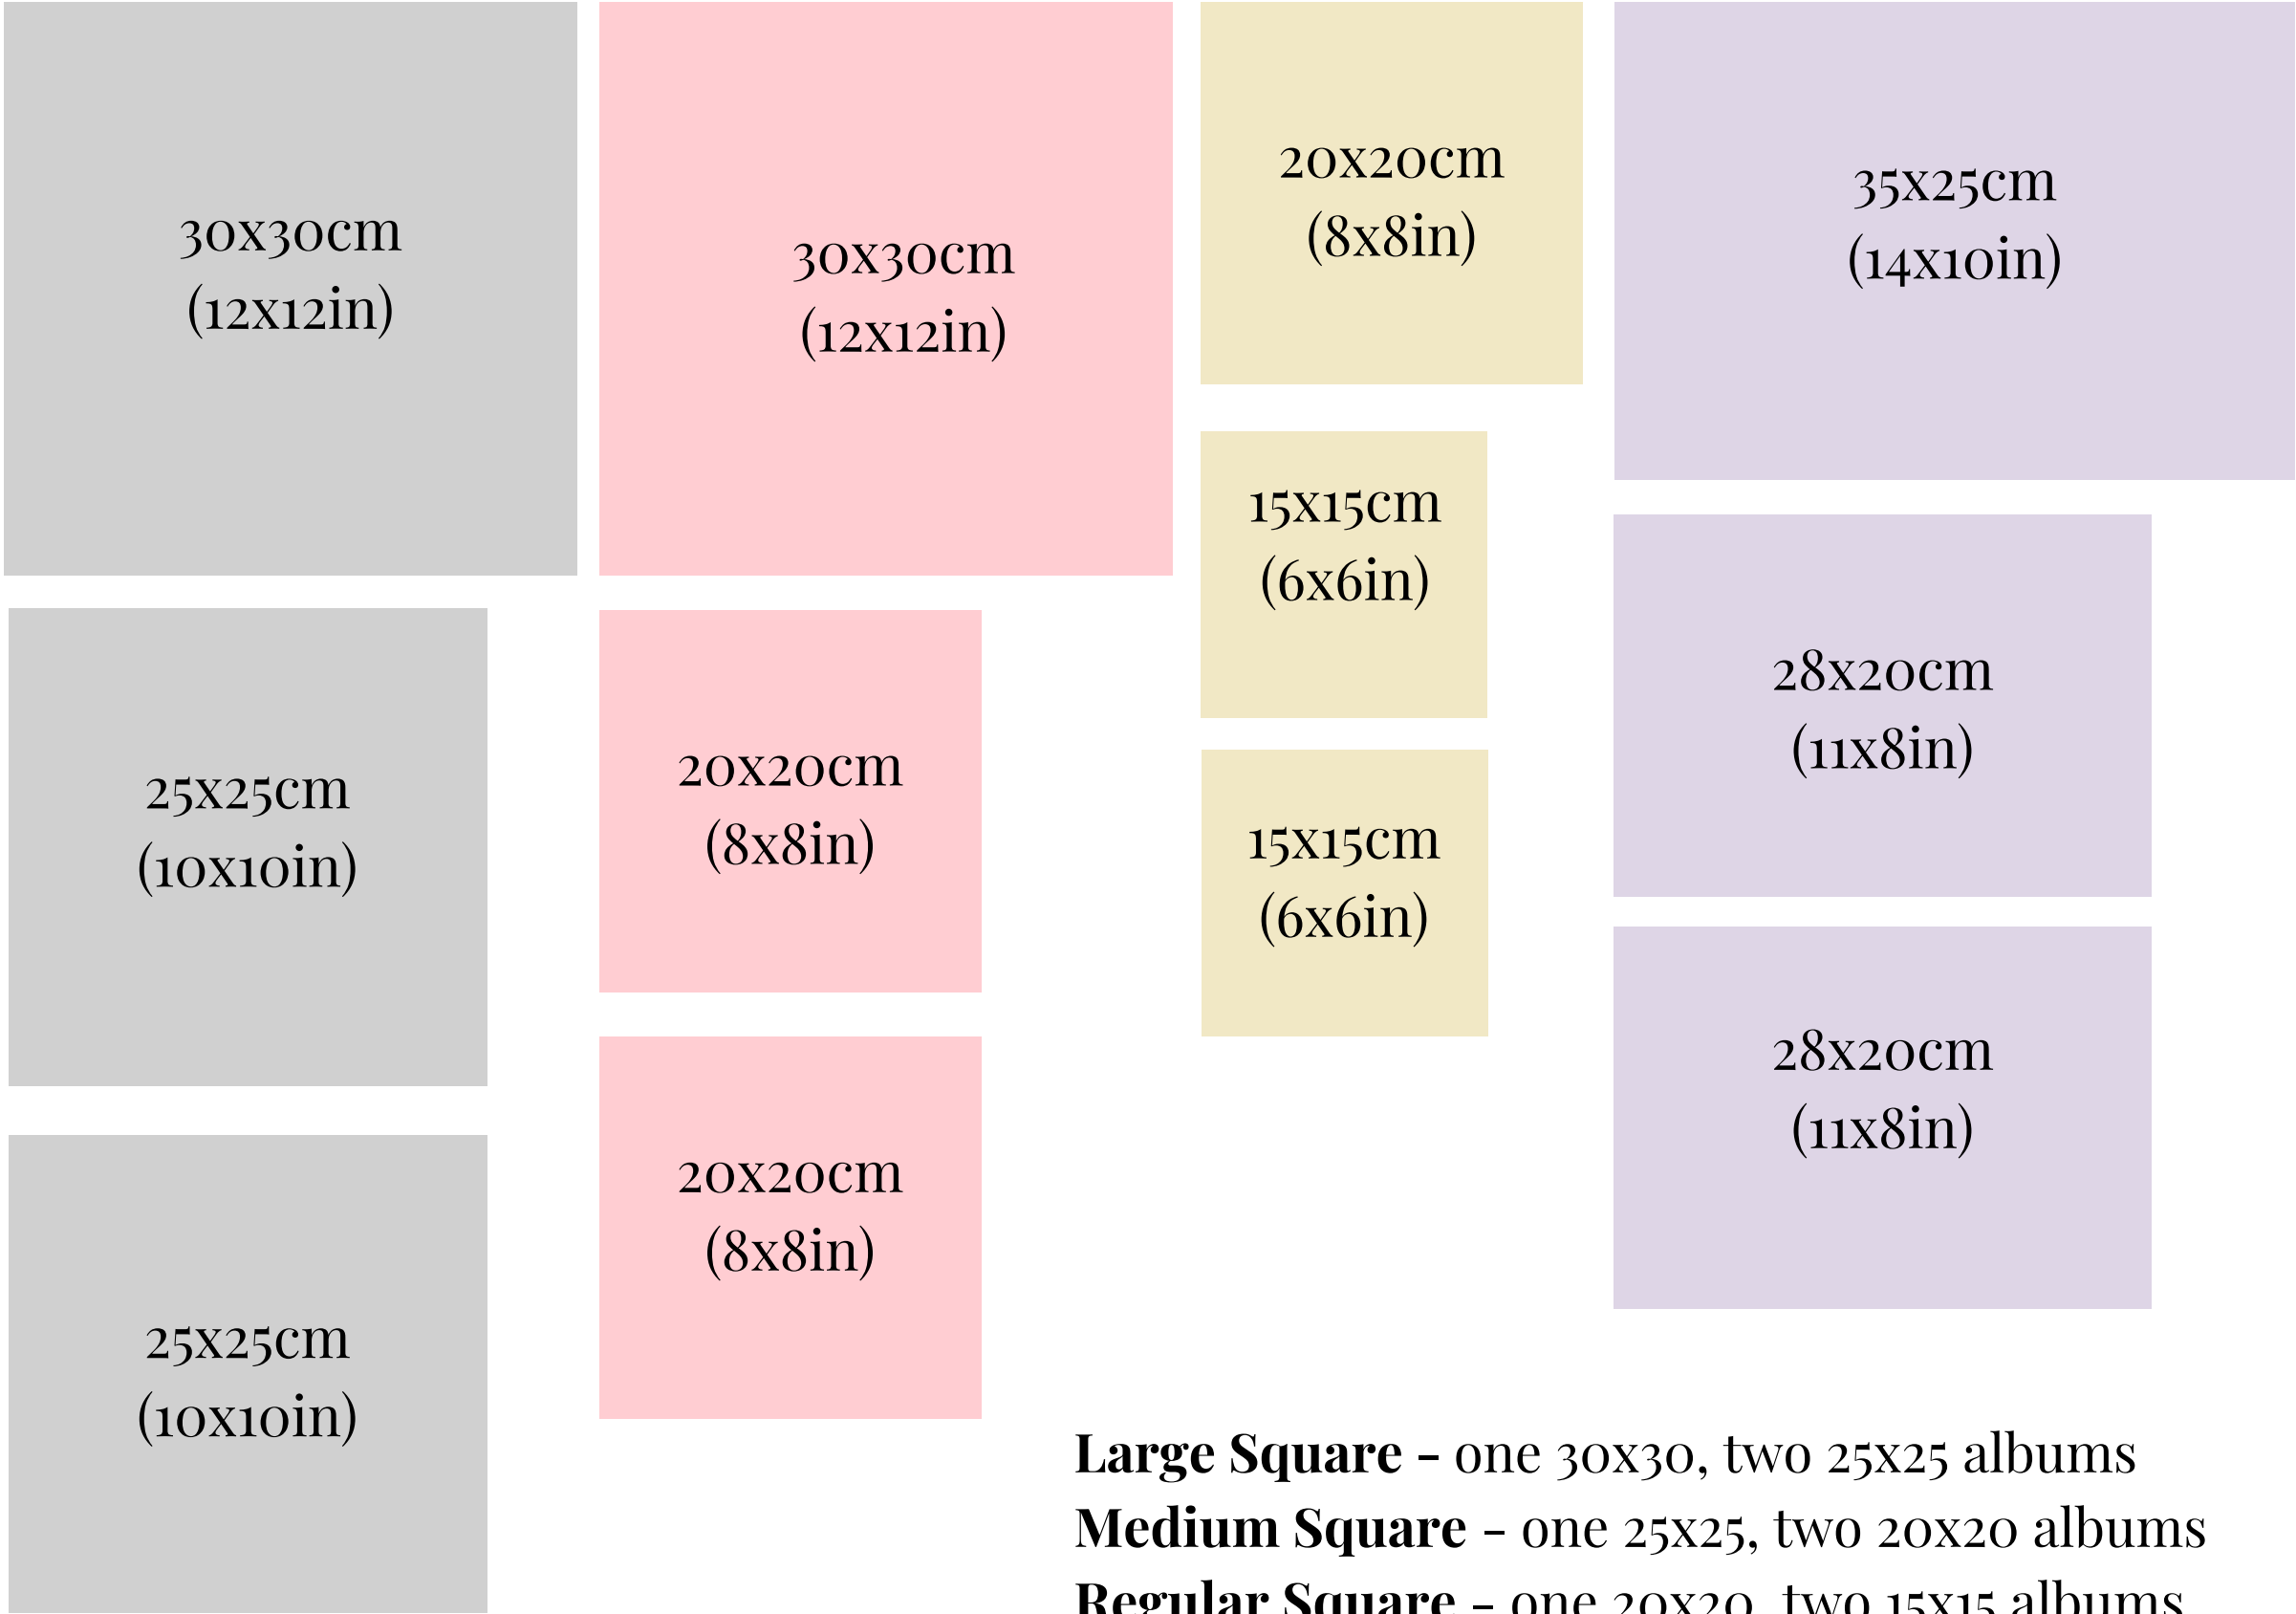 30x30cm
(12x12in)
25x25cm
(10x10in)
25x25cm
(10x10in)
30x30cm
(12x12in)
20x20cm
(8x8in)
20x20cm
(8x8in)
20x20cm
(8x8in)
15x15cm
(6x6in)
15x15cm
(6x6in)
35x25cm
(14x10in)
28x20cm
(11x8in)
28x20cm
(11x8in)
Large Square - one 30x30, two 25x25 albums
Medium Square - one 25x25, two 20x20 albums
Regular Square - one 20x20, two 15x15 albums